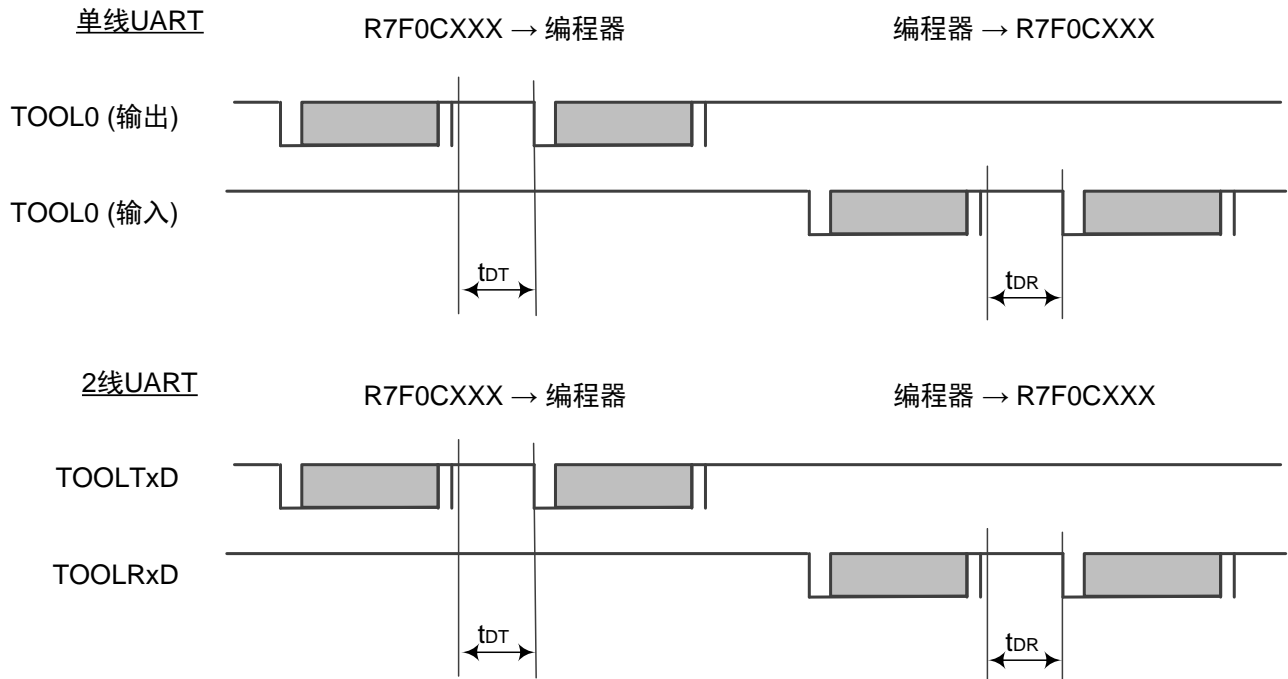 单线UART
R7F0CXXX → 编程器
编程器 → R7F0CXXX
TOOL0 (输出)
TOOL0 (输入)
tDT
tDR
2线UART
R7F0CXXX → 编程器
编程器 → R7F0CXXX
TOOLTxD
TOOLRxD
tDT
tDR